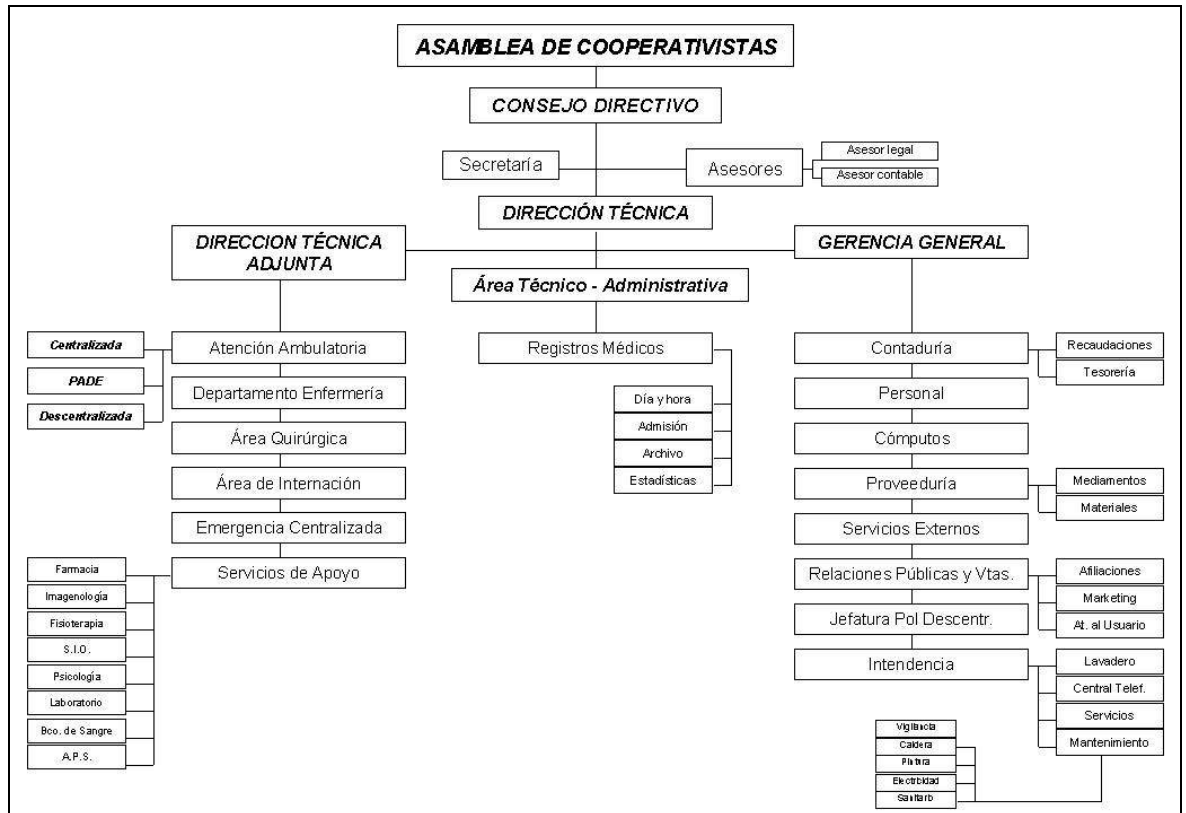 ASAMBLEA DE COOPERATIVISTAS
CONSEJO DIRECTIVO
Secretaría
Asesores
Asesor legal
Asesor contable
DIRECCIÓN TÉCNICA
DIRECCION TÉCNICA
ADJUNTA
GERENCIA GENERAL
Área Técnico - Administrativa
Centralizada
PADE
Descentralizada
Atención Ambulatoria
Departamento Enfermería
Área Quirúrgica
Área de Internación
Emergencia Centralizada
Servicios de Apoyo
Farmacia
Imagenología
Fisioterapia
S.I.O.
Psicología
Laboratorio
Bco. de Sangre
A.P.S.
Registros Médicos
Día y hora
Admisión
Archivo
Estadísticas
Contaduría
Recaudaciones
Tesorería
Personal
Cómputos
Proveeduría
Mediamentos
Materiales
Servicios Externos
Relaciones Públicas y Vtas.
Afiliaciones
Marketing
At. al Usuario
Jefatura Pol Descentr.
Intendencia
Lavadero
Central Telef.
Servicios
Mantenimiento
Vigilancia
Caldera
Pintura
Electricidad
Sanitario